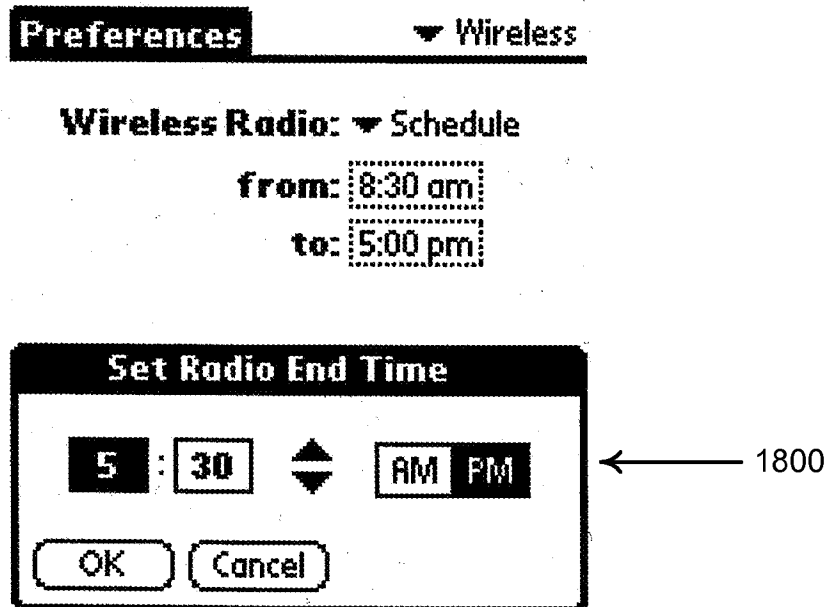 Preferences Wireless
Wireless Radio: Schedule
from: 8:30 am
to: 5:00 pm
Set Radio End Time
5 : 30 AM PM 1800
OK Cancel